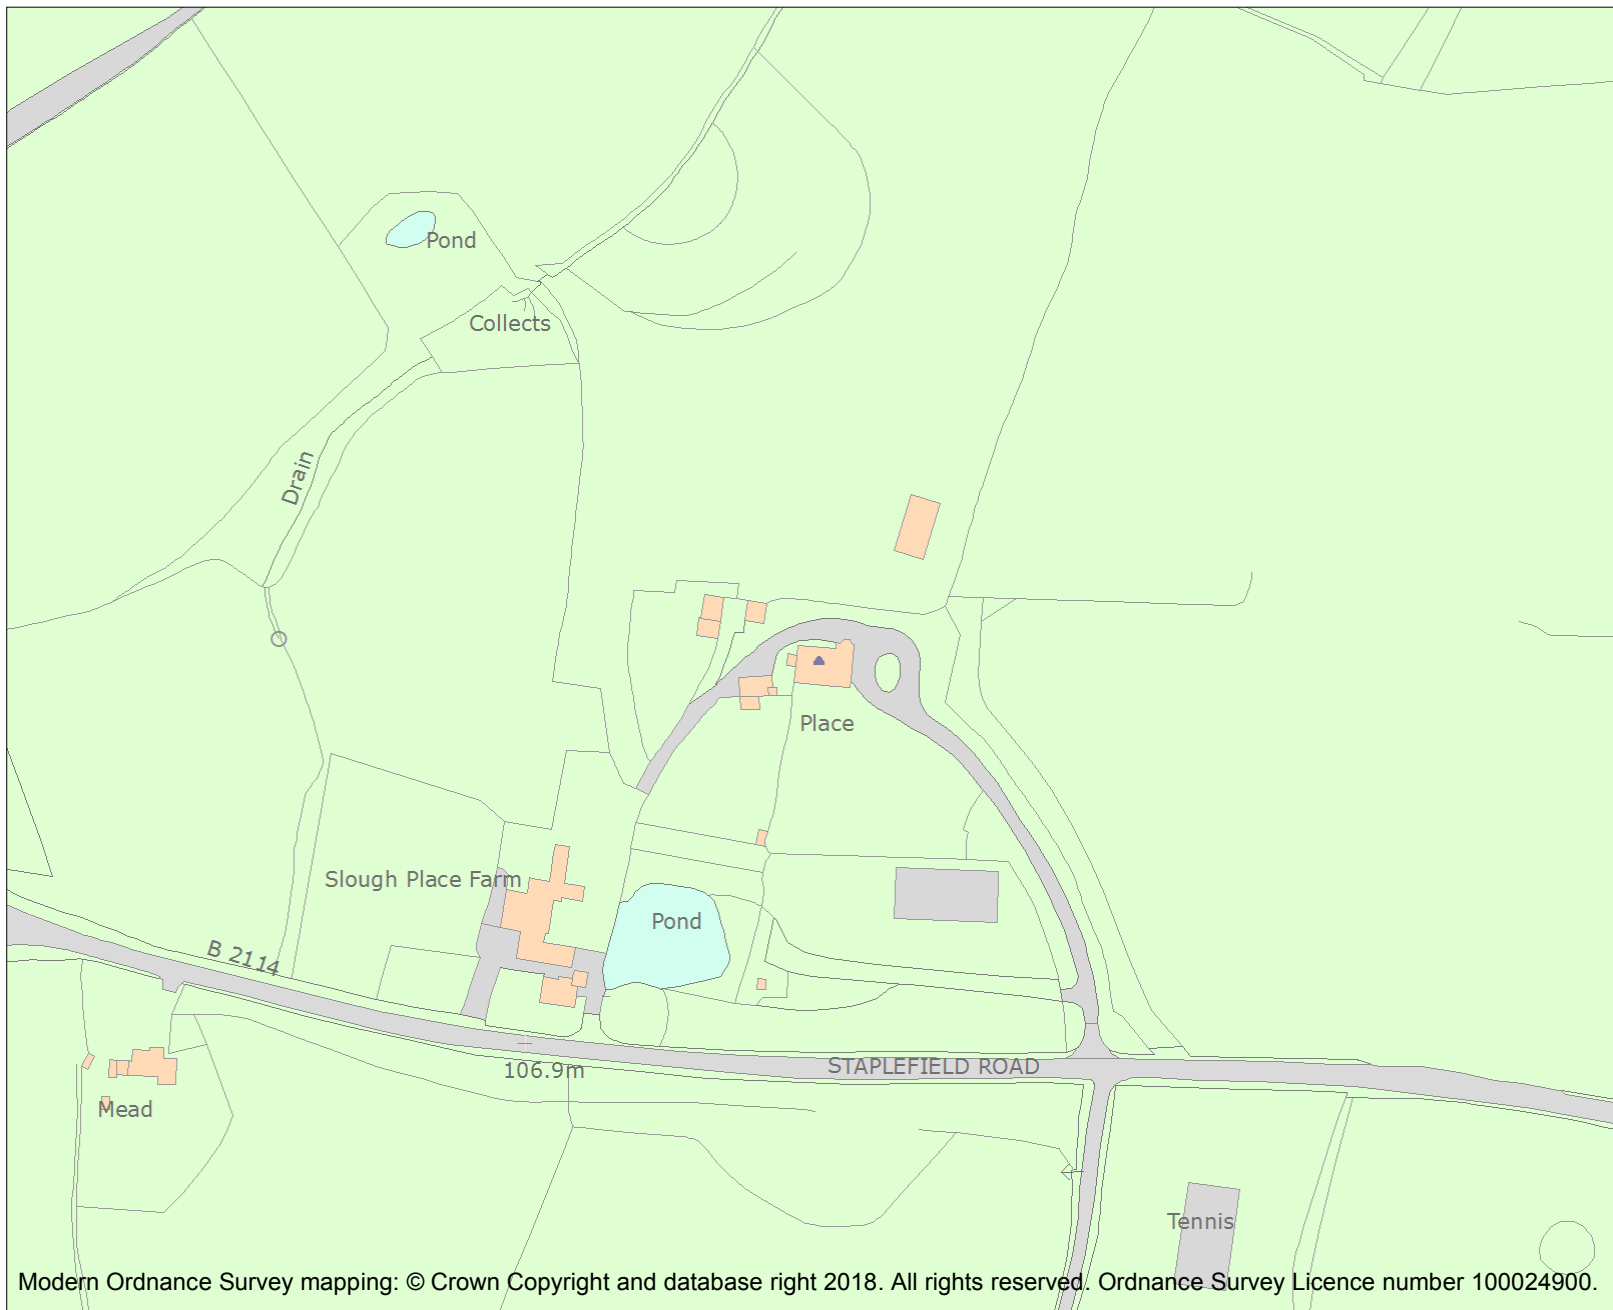 Pond
Collects
Drain
Place
Slough Place Farm
Pond
B 2114
STAPLEFIELD ROAD
106.9m
Mead
Tennis
Modern Ordnance Survey mapping: © Crown Copyright and database right 2018. All rights reserved. Ordnance Survey Licence number 100024900.